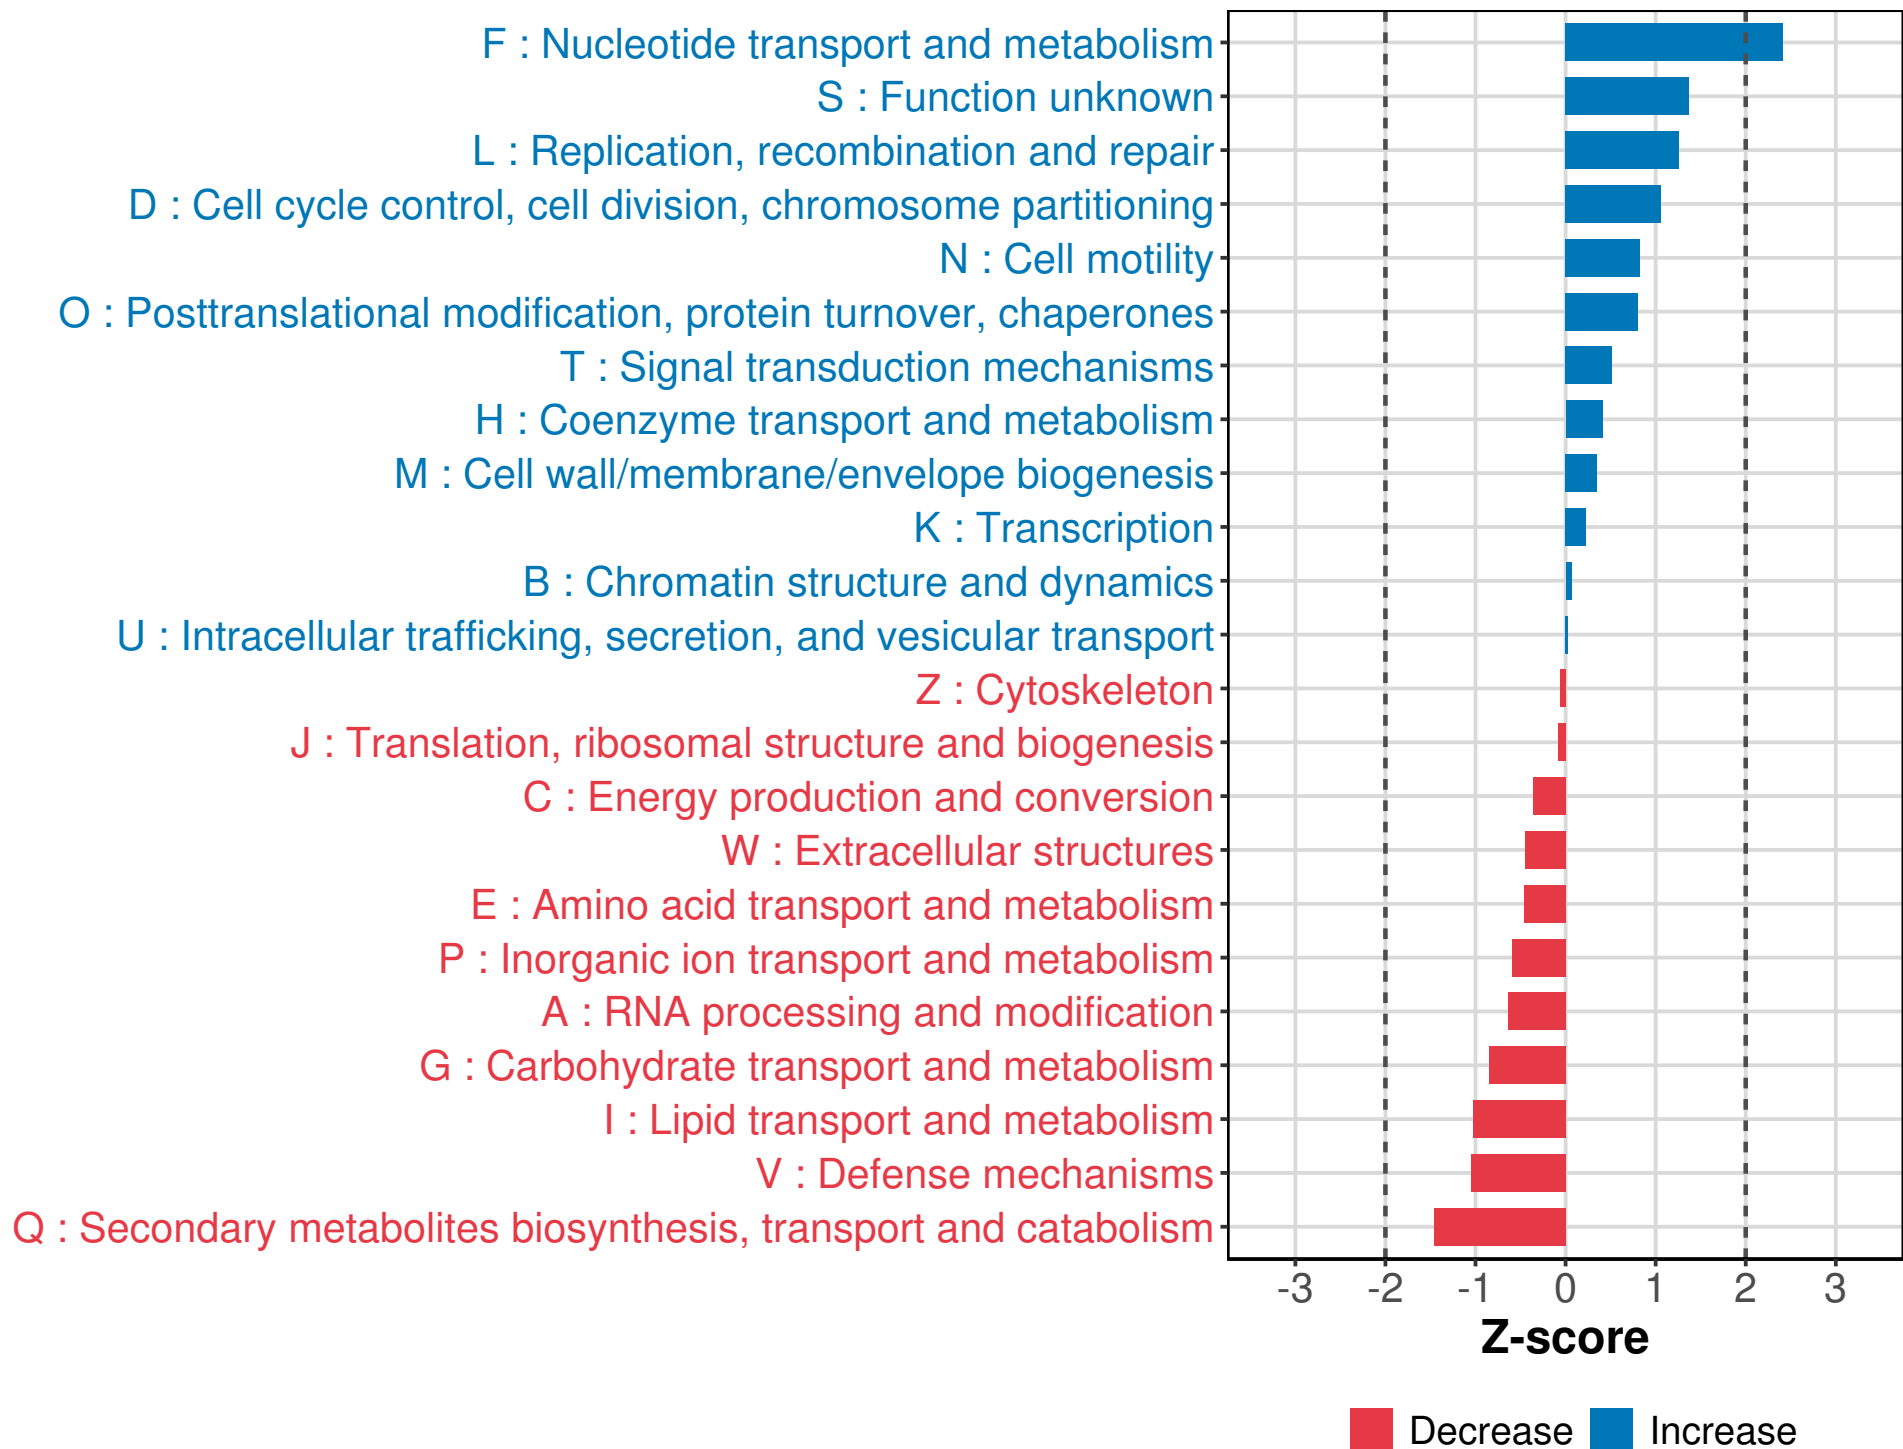 F : Nucleotide transport and metabolism
S : Function unknown
L : Replication, recombination and repair
D : Cell cycle control, cell division, chromosome partitioning
N : Cell motility
O : Posttranslational modification, protein turnover, chaperones
T : Signal transduction mechanisms
H : Coenzyme transport and metabolism
M : Cell wall/membrane/envelope biogenesis
K : Transcription
B : Chromatin structure and dynamics
U : Intracellular trafficking, secretion, and vesicular transport
Z : Cytoskeleton
J : Translation, ribosomal structure and biogenesis
C : Energy production and conversion
W : Extracellular structures
E : Amino acid transport and metabolism
P : Inorganic ion transport and metabolism
A : RNA processing and modification
G : Carbohydrate transport and metabolism
I : Lipid transport and metabolism
V : Defense mechanisms
Q : Secondary metabolites biosynthesis, transport and catabolism
-3 -2 -1 0 1 2 3
Z-score
Decrease Increase